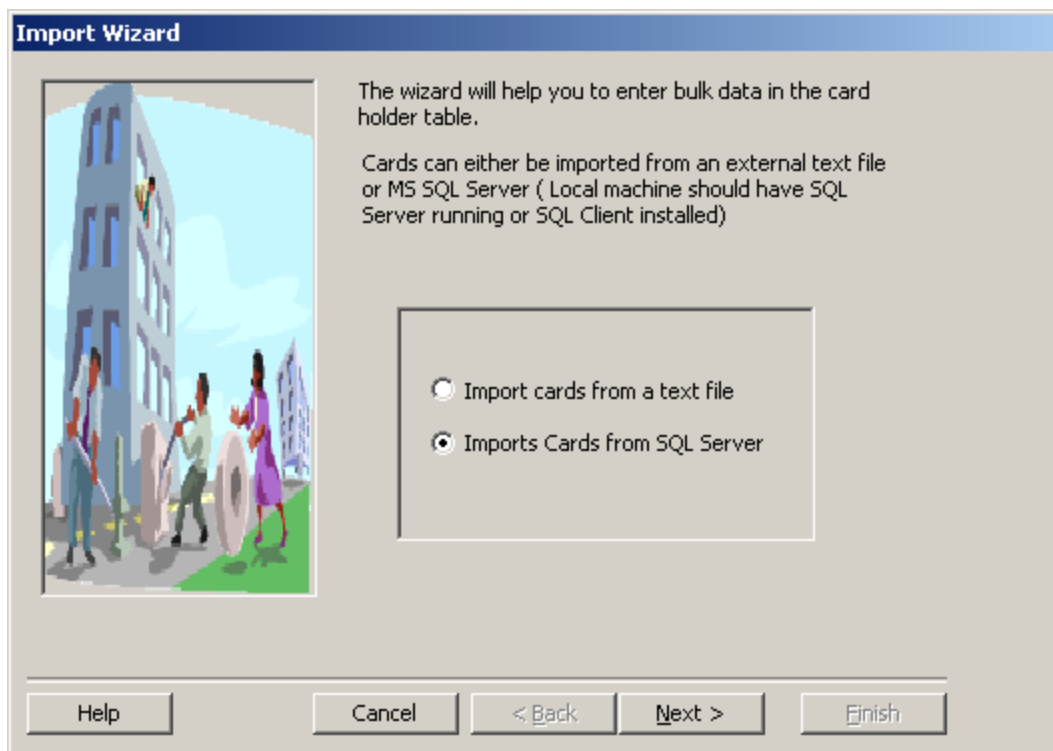 Import Wizard
The wizard will help you to enter bulk data in the card
holder table.
Cards can either be imported from an external text file
or MS SQL Server ( Local machine should have SQL
Server running or SQL Client installed)
Import cards from a text file
Imports Cards from SQL Server
Help
Cancel
< Back
Next >
Finish